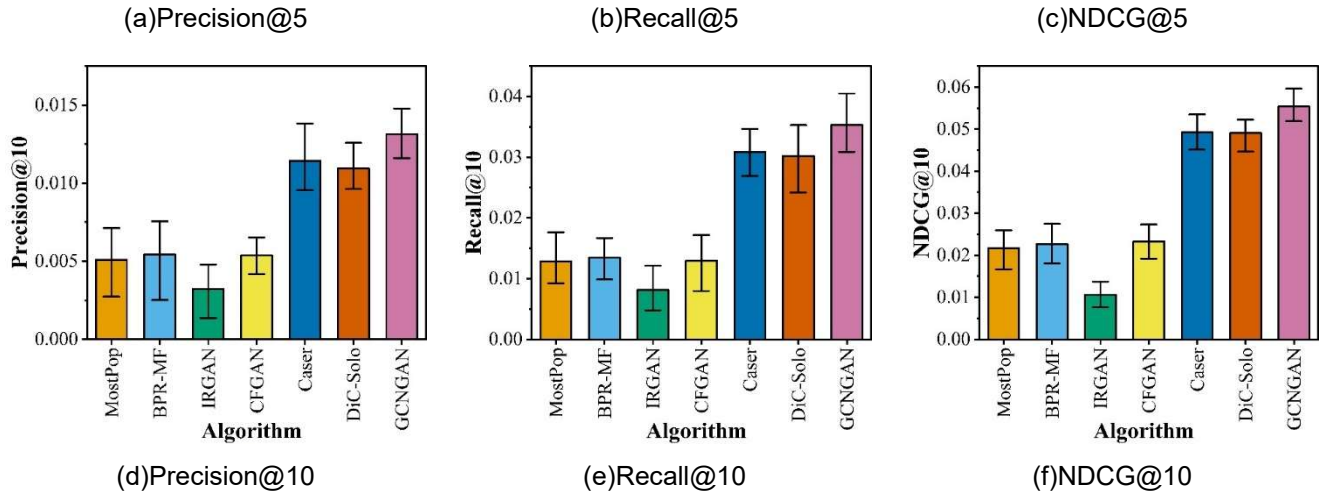 (a)Precision@5 (b)Recall@5 (c)NDCG@5
Precision@10
0.015
0.010
0.005
0.000
MostPop
BPR-MF
IRGAN
CFGAN
Caser
DiC-Solo
GCNGAN
Algorithm
Recall@10
0.04
0.03
0.02
0.01
0.00
MostPop
BPR-MF
IRGAN
CFGAN
Caser
DiC-Solo
GCNGAN
Algorithm
NDCG@10
0.06
0.05
0.04
0.03
0.02
0.01
0.00
MostPop
BPR-MF
IRGAN
CFGAN
Caser
DiC-Solo
GCNGAN
Algorithm
(d)Precision@10 (e)Recall@10 (f)NDCG@10